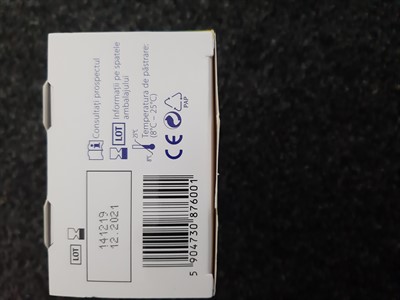 Consultați prospectul
LOT Informații pe spatele
ambalajului
Temperatura de păstrare:
(8°C – 25°C)
8°C
25°C
CE
PAP
LOT
141219
12.2021
5 904730 876001